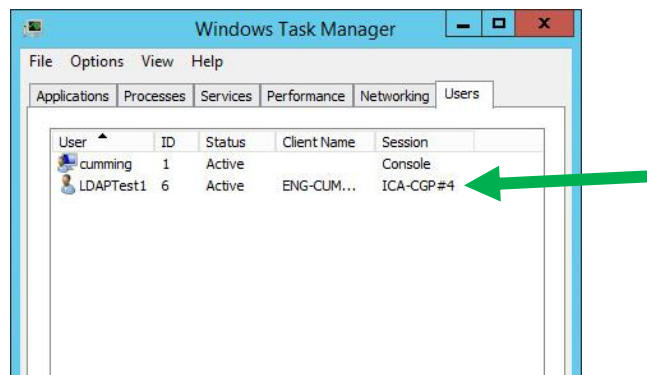 Windows Task Manager
File Options View Help
Applications Processes Services Performance Networking Users
User ID Status Client Name Session
cumming 1 Active Console
LDAPTest1 6 Active ENG-CUM... ICA-CGP#4